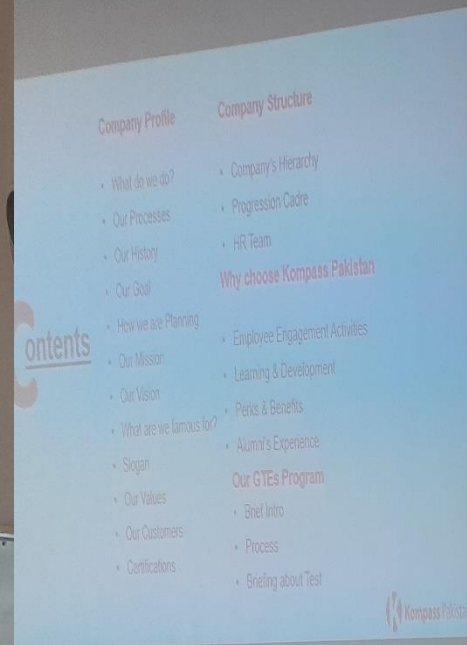 Contents
Company Profile
• What do we do?
• Our Processes
• Our History
• Our Goal
• How we are Planning
• Our Mission
• Our Vision
• What are we famous for?
• Slogan
• Our Values
• Our Customers
• Certifications
Company Structure
• Company's Hierarchy
• Progression Cadre
• HR Team
Why choose Kompass Pakistan
• Employee Engagement Activities
• Learning & Development
• Perks & Benefits
• Alumni's Experience
Our GTEs Program
• Brief Intro
• Process
• Briefing about Test
Kompass Pakista